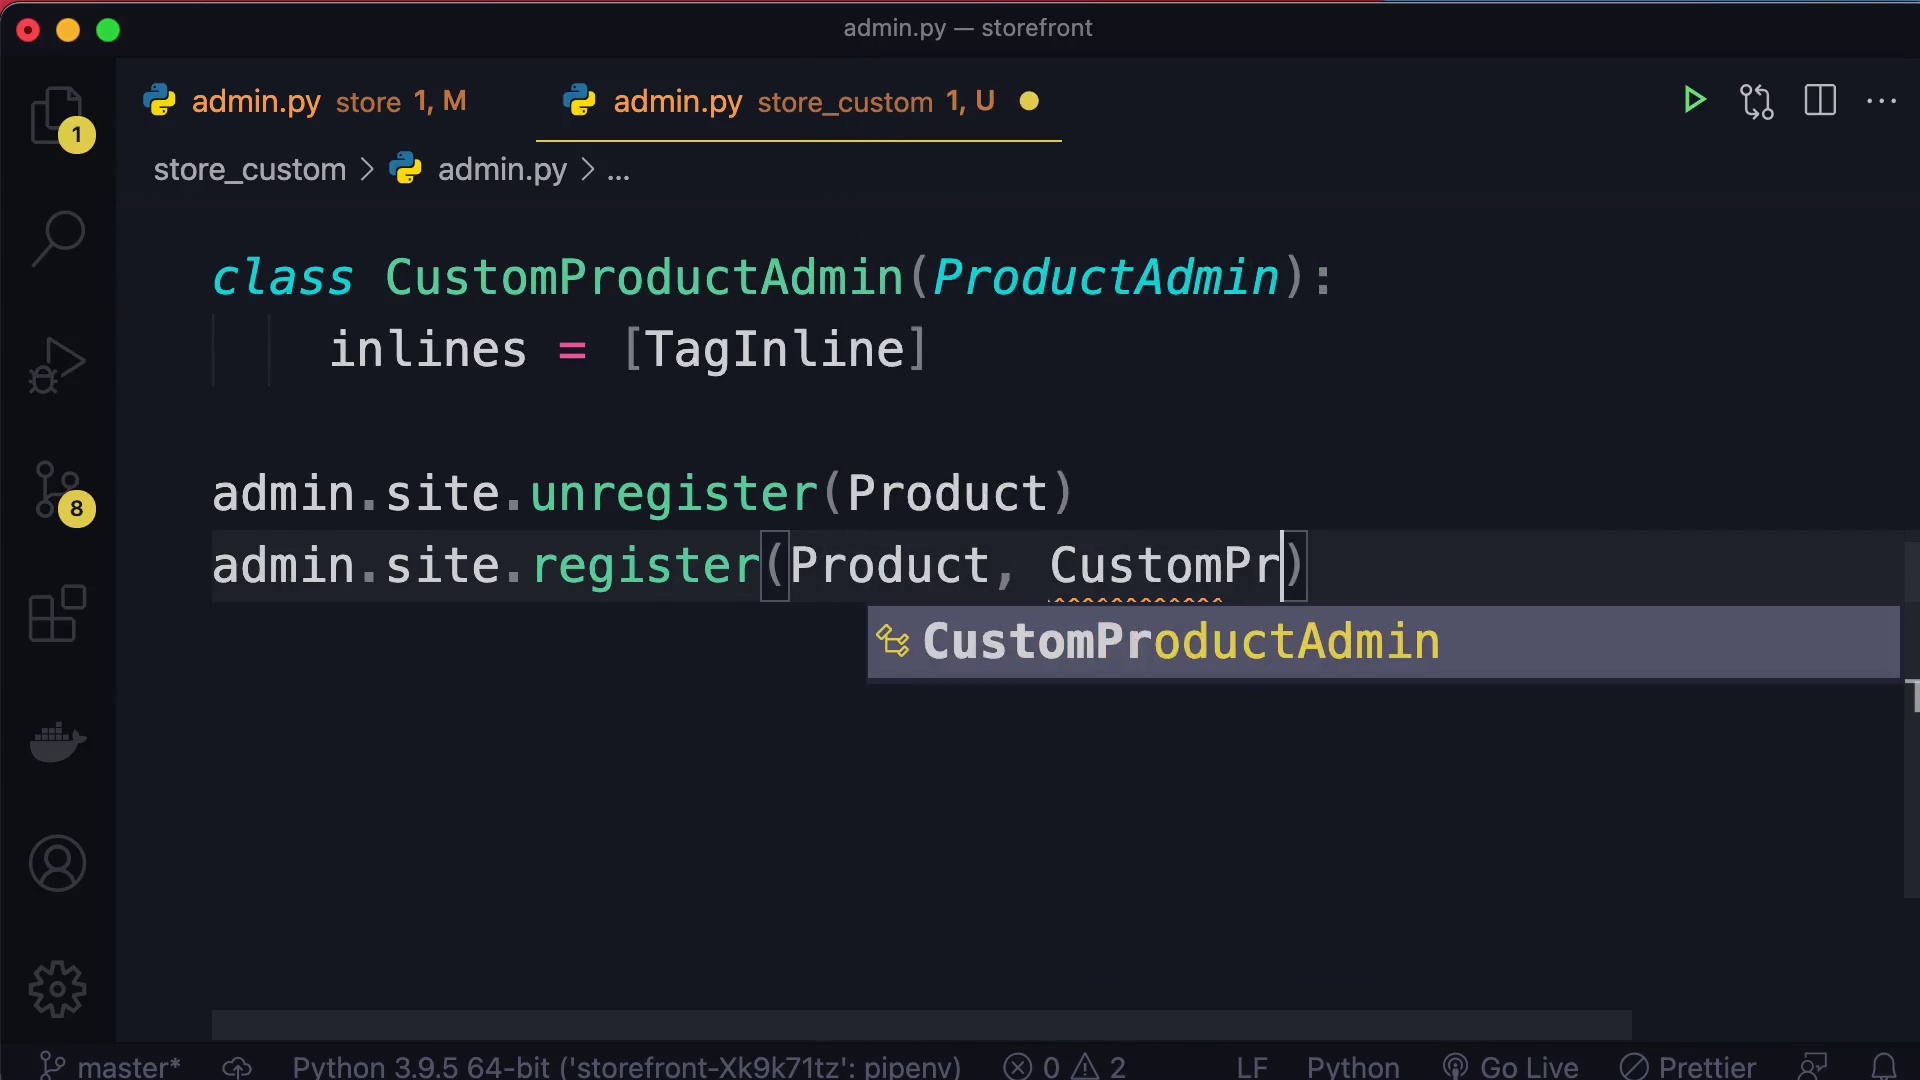 admin.py — storefront
admin.py store 1, M admin.py store_custom 1, U
store_custom > admin.py > ...
1
class CustomProductAdmin(ProductAdmin):
inlines = [TagInline]
admin.site.unregister(Product)
8
admin.site.register(Product, CustomPr)
CustomProductAdmin
master* Python 3.9.5 64-bit ('storefront-Xk9k71tz': pipenv) 0 2 LF Python Go Live Prettier